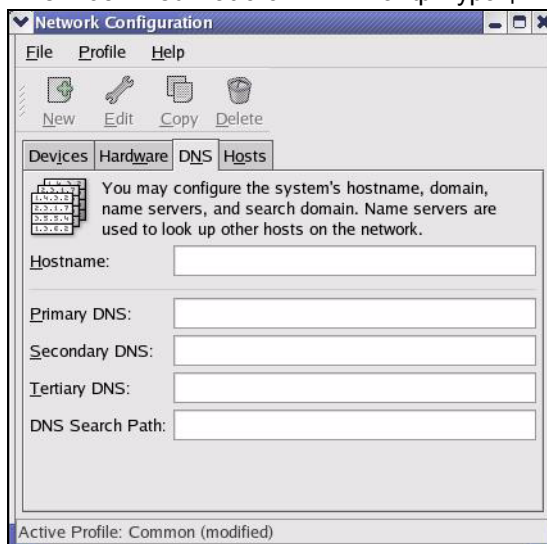 Network Configuration
File Profile Help
New Edit Copy Delete
Devices Hardware DNS Hosts
You may configure the system's hostname, domain,
name servers, and search domain. Name servers are
used to look up other hosts on the network.
Hostname:
Primary DNS:
Secondary DNS:
Tertiary DNS:
DNS Search Path:
Active Profile: Common (modified)